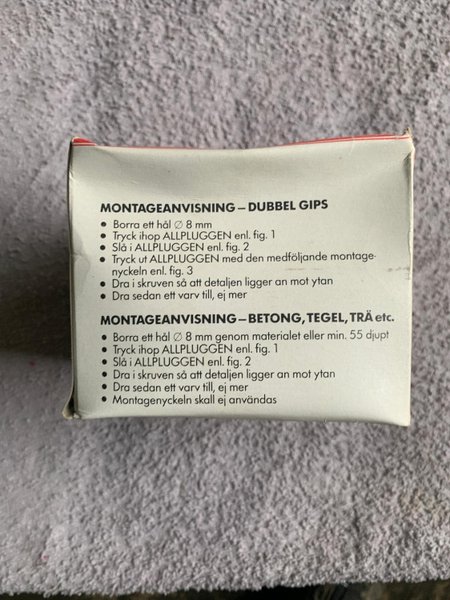 MONTAGEANVISNING – DUBBEL GIPS
• Borra ett hål ∅ 8 mm
• Tryck ihop ALLPLUGGEN enl. fig. 1
• Slå i ALLPLUGGEN enl. fig. 2
• Tryck ut ALLPLUGGEN med den medföljande montage-
nyckeln enl. fig. 3
• Dra i skruven så att detaljen ligger an mot ytan
• Dra sedan ett varv till, ej mer
MONTAGEANVISNING – BETONG, TEGEL, TRÄ etc.
• Borra ett hål ∅ 8 mm genom materialet eller min. 55 djupt
• Tryck ihop ALLPLUGGEN enl. fig. 1
• Slå i ALLPLUGGEN enl. fig. 2
• Dra i skruven så att detaljen ligger an mot ytan
• Dra sedan ett varv till, ej mer
• Montagenyckeln skall ej användas